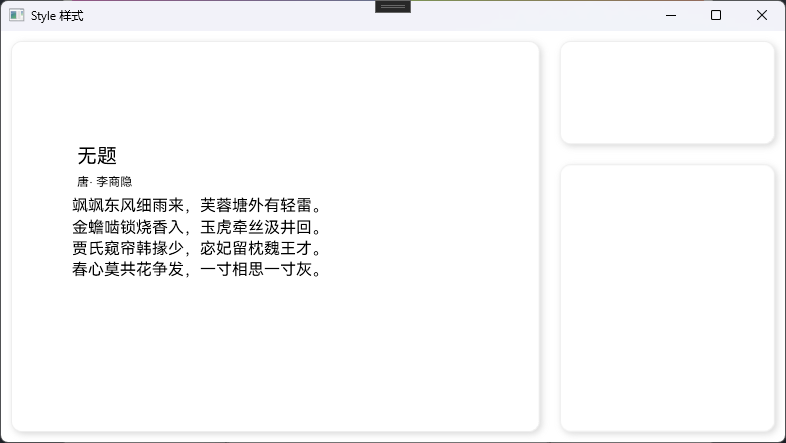 Style 样式
无题
唐· 李商隐
飒飒东风细雨来，芙蓉塘外有轻雷。
金蟾啮锁烧香入，玉虎牵丝汲井回。
贾氏窥帘韩掾少，宓妃留枕魏王才。
春心莫共花争发，一寸相思一寸灰。